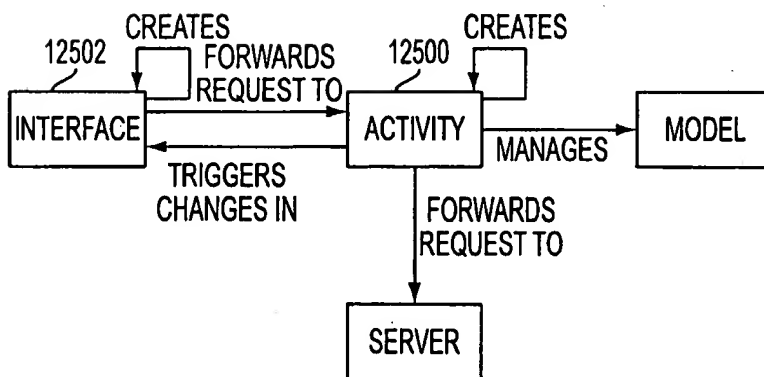 CREATES
12502
FORWARDS
REQUEST TO
12500
CREATES
INTERFACE
ACTIVITY
MODEL
MANAGES
TRIGGERS
CHANGES IN
FORWARDS
REQUEST TO
SERVER